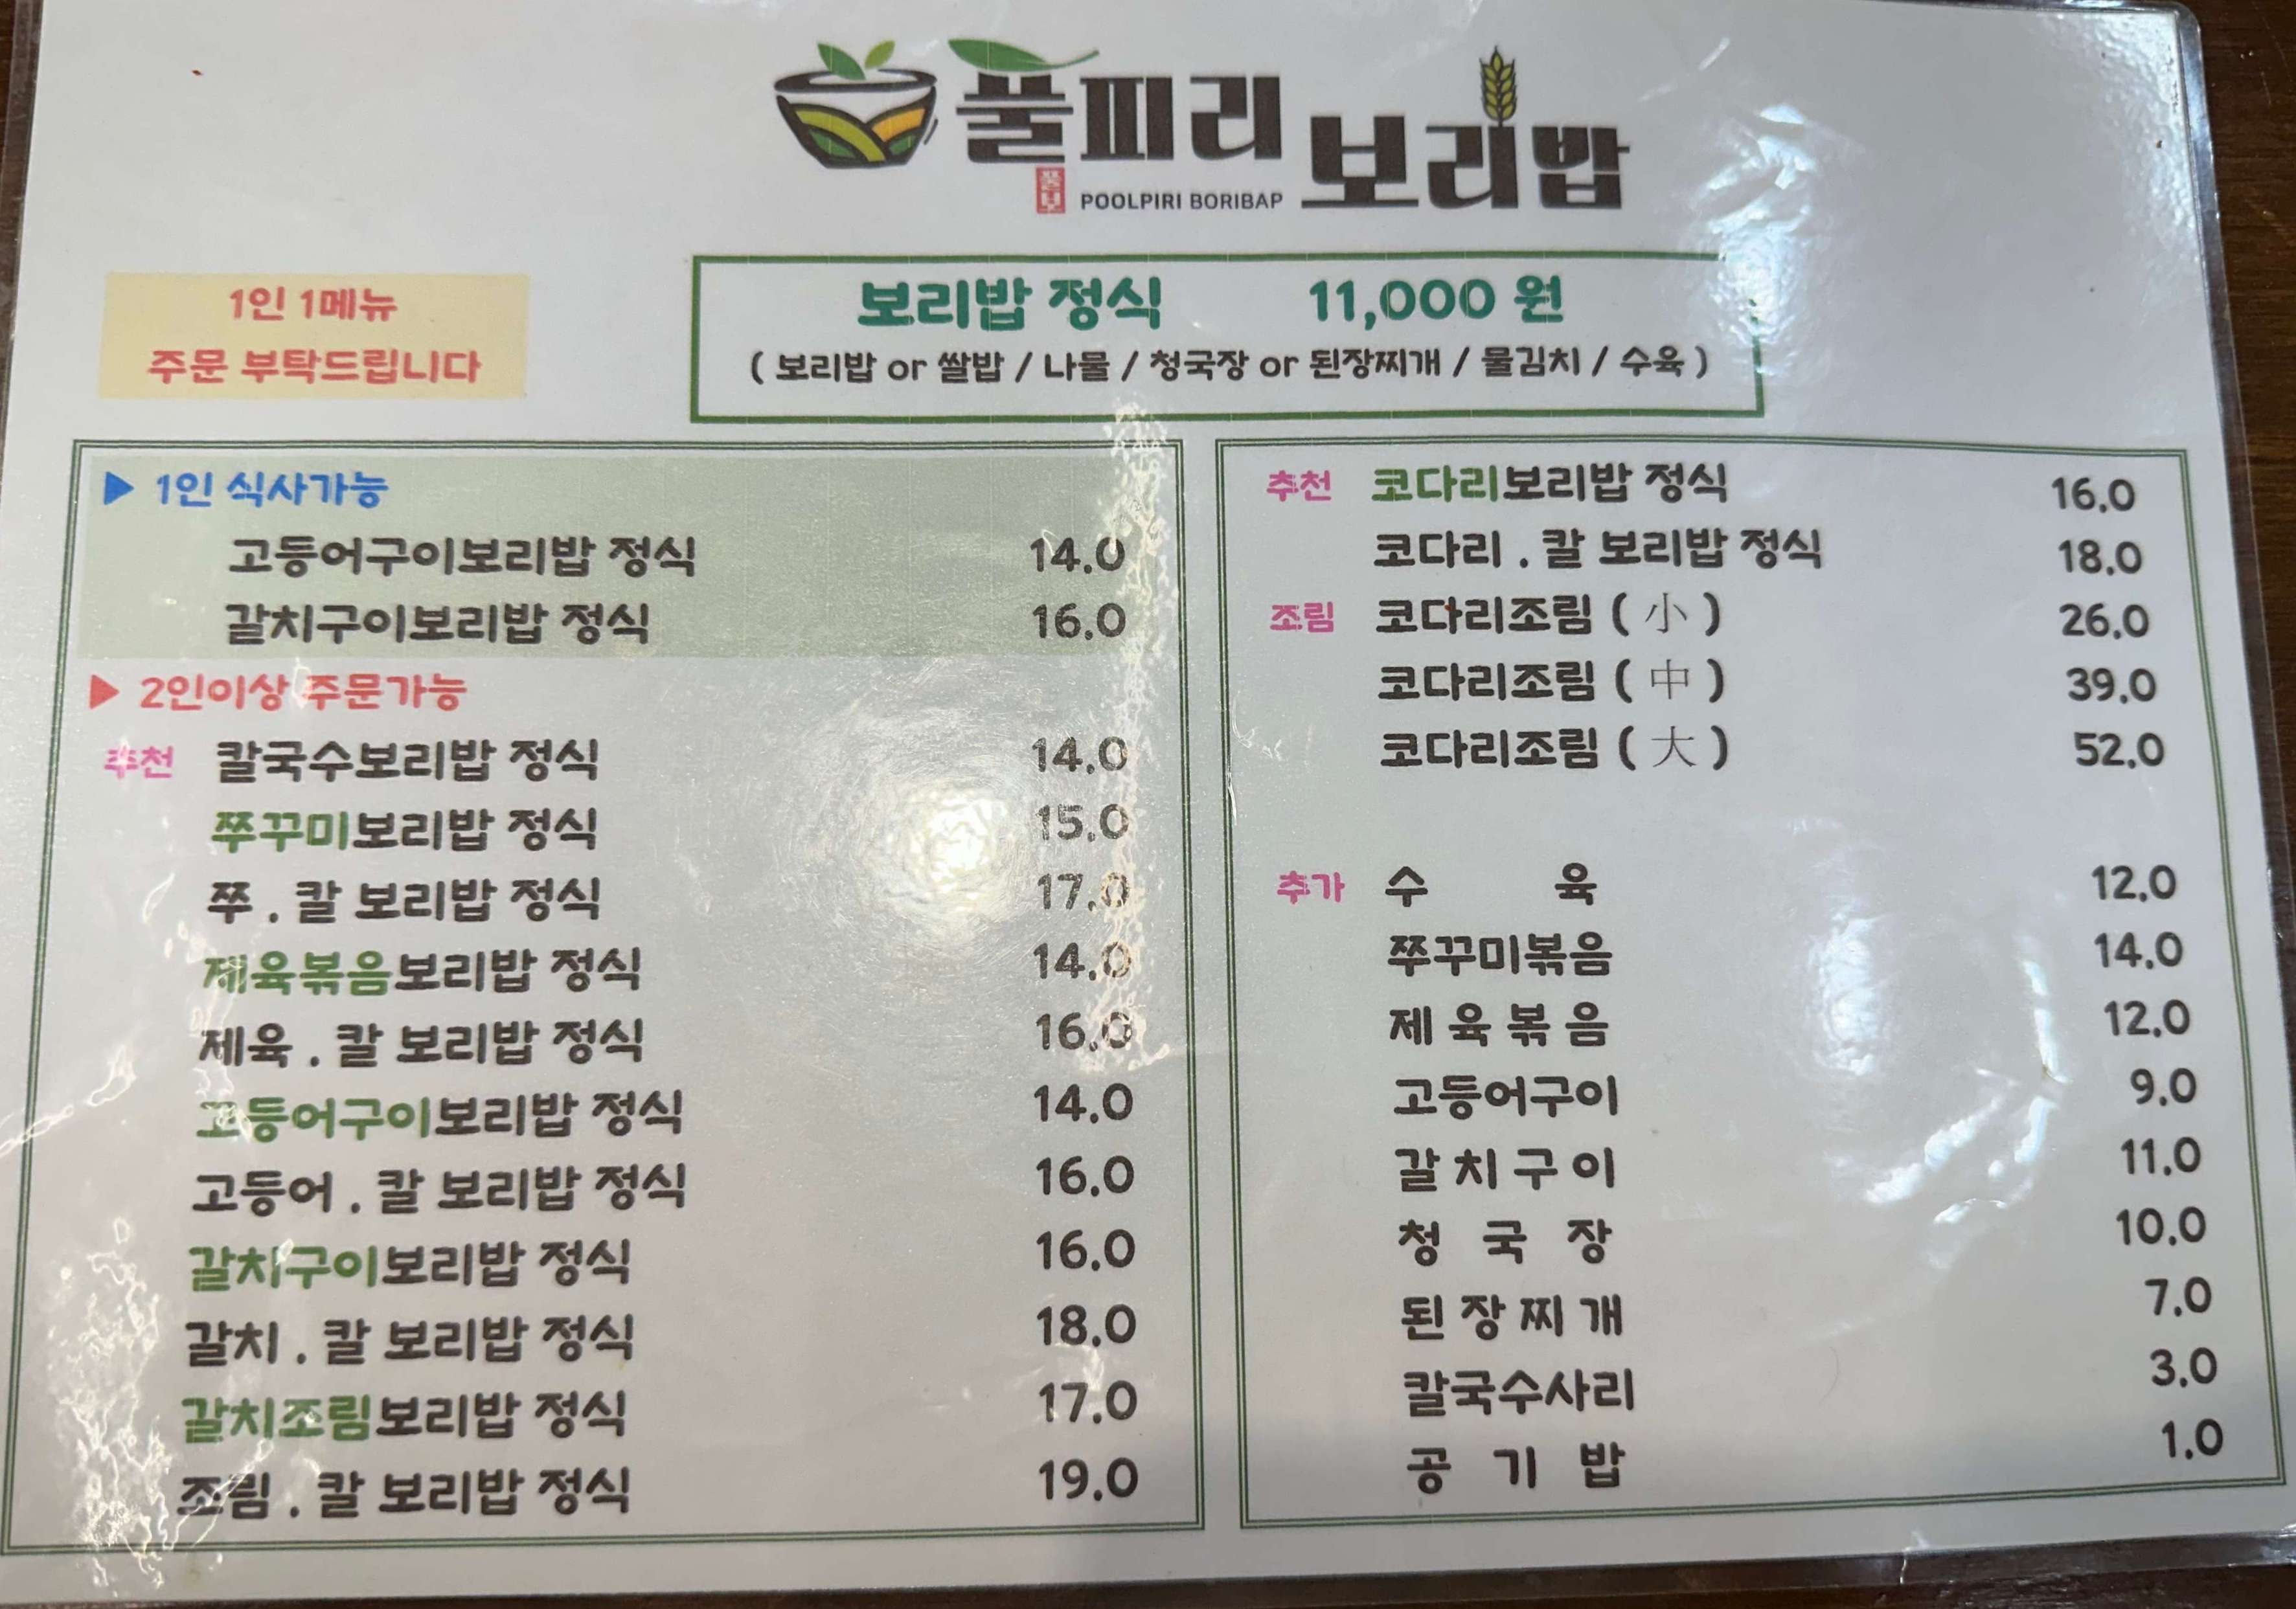 풀피리 보리밥
POOLPIRI BORIBAP
1인 1메뉴
주문 부탁드립니다
보리밥 정식 11,000 원
( 보리밥 or 쌀밥 / 나물 / 청국장 or 된장찌개 / 물김치 / 수육 )
▶ 1인 식사가능
고등어구이보리밥 정식 14.0
갈치구이보리밥 정식 16.0
▶ 2인이상 주문가능
추천 칼국수보리밥 정식 14.0
쭈꾸미보리밥 정식 15.0
쭈 . 칼 보리밥 정식 17.0
제육볶음보리밥 정식 14.0
제육 . 칼 보리밥 정식 16.0
고등어구이보리밥 정식 14.0
고등어 . 칼 보리밥 정식 16.0
갈치구이보리밥 정식 16.0
갈치 . 칼 보리밥 정식 18.0
갈치조림보리밥 정식 17.0
조림 . 칼 보리밥 정식 19.0
추천 코다리보리밥 정식 16.0
코다리 . 칼 보리밥 정식 18.0
조림 코다리조림 ( 小 ) 26.0
코다리조림 ( 中 ) 39.0
코다리조림 ( 大 ) 52.0
추가 수 육 12.0
쭈꾸미볶음 14.0
제 육 볶 음 12.0
고등어구이 9.0
갈 치 구 이 11.0
청 국 장 10.0
된 장 찌 개 7.0
칼국수사리 3.0
공 기 밥 1.0